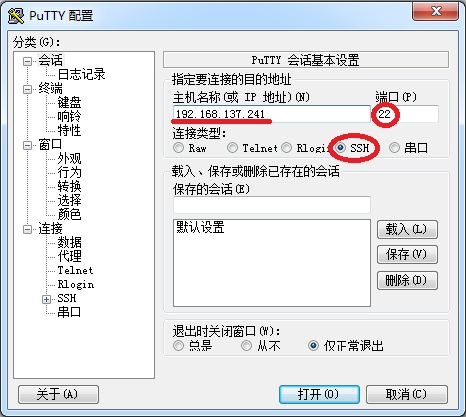 PuTTY 配置
分类(G):
会话
日志记录
终端
键盘
响铃
特性
窗口
外观
行为
转换
选择
颜色
连接
数据
代理
Telnet
Rlogin
SSH
串口
PuTTY 会话基本设置
指定要连接的目的地址
主机名称(或 IP 地址)(N) 端口(P)
192.168.137.241 22
连接类型:
Raw Telnet Rlogin SSH 串口
载入、保存或删除已存在的会话
保存的会话(E)
默认设置
载入(L)
保存(V)
删除(D)
退出时关闭窗口(W):
总是 从不 仅正常退出
关于(A) 打开(O) 取消(C)